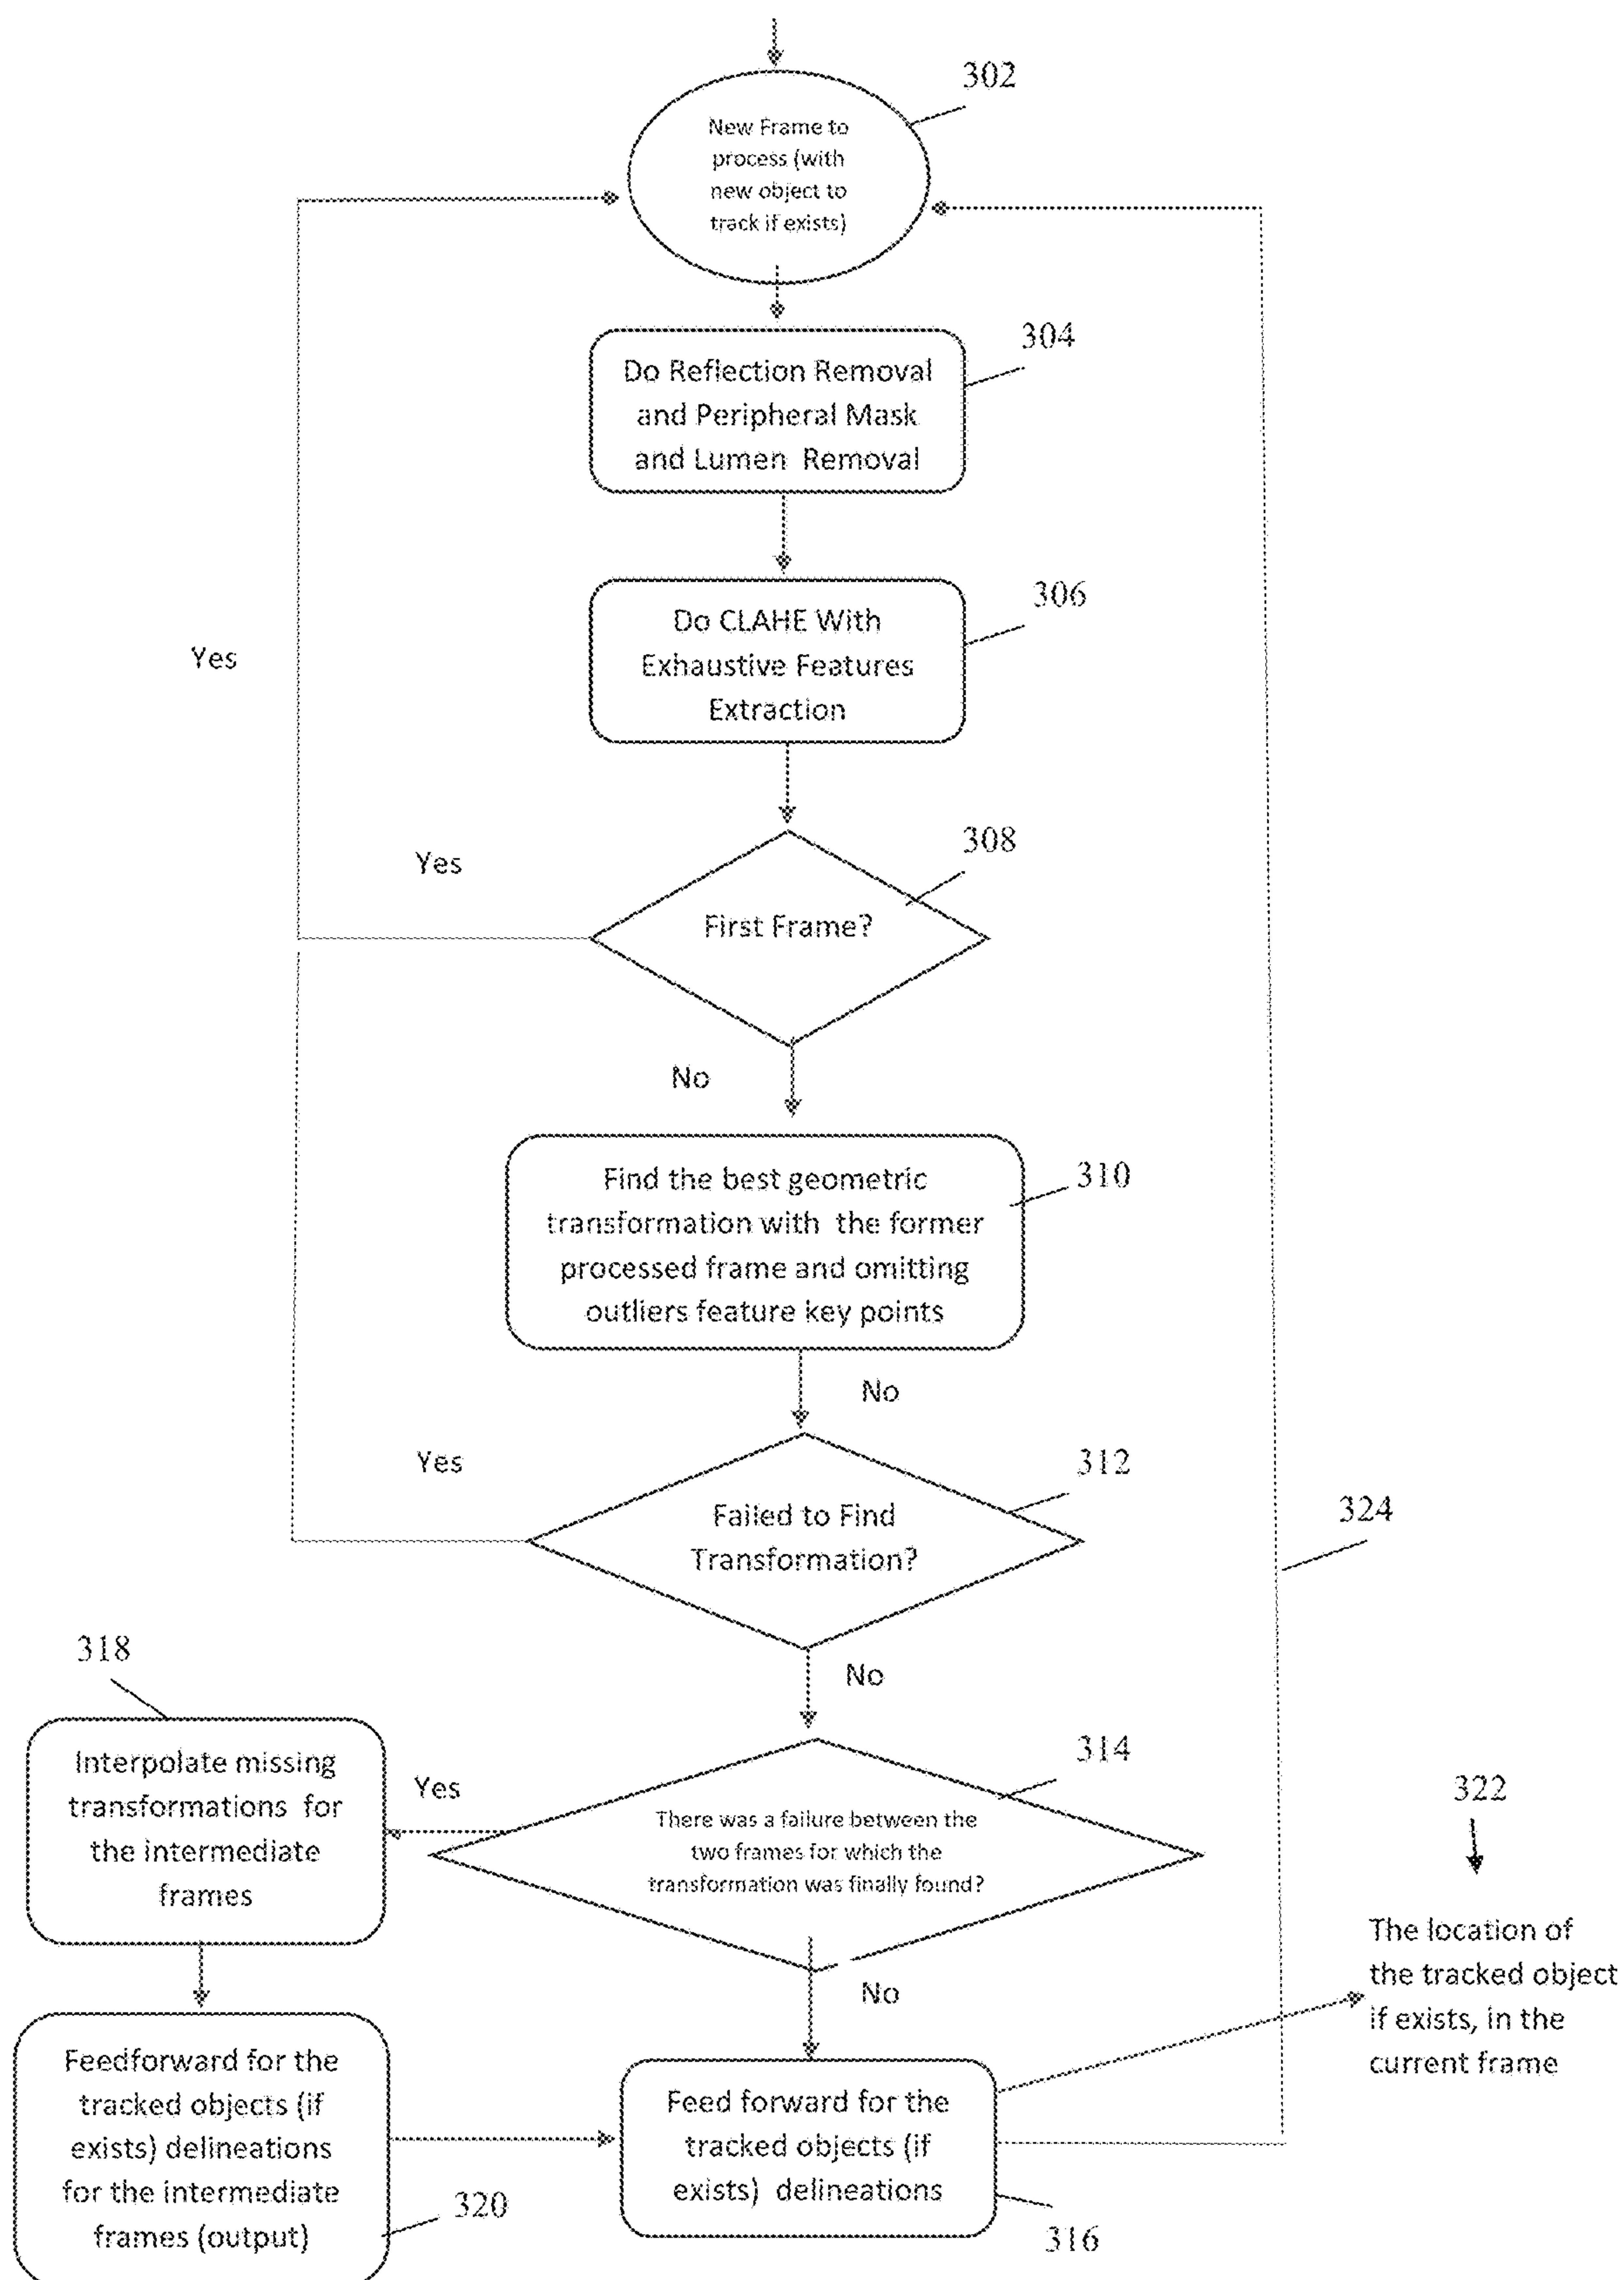 302
New Frame to
process (with
new object to
track if exists)
304
Do Reflection Removal
and Peripheral Mask
and Lumen Removal
306
Do CLAHE With
Exhaustive Features
Extraction
Yes
308
Yes
First Frame?
No
310
Find the best geometric
transformation with the former
processed frame and omitting
outliers feature key points
No
312
Yes
Failed to Find
Transformation?
324
No
318
Interpolate missing
transformations for
the intermediate
frames
Yes
314
There was a failure between the
two frames for which the
transformation was finally found?
322
The location of
the tracked object
if exists, in the
current frame
No
Feedforward for the
tracked objects (if
exists) delineations
for the intermediate
frames (output)
320
Feed forward for the
tracked objects (if
exists) delineations
316